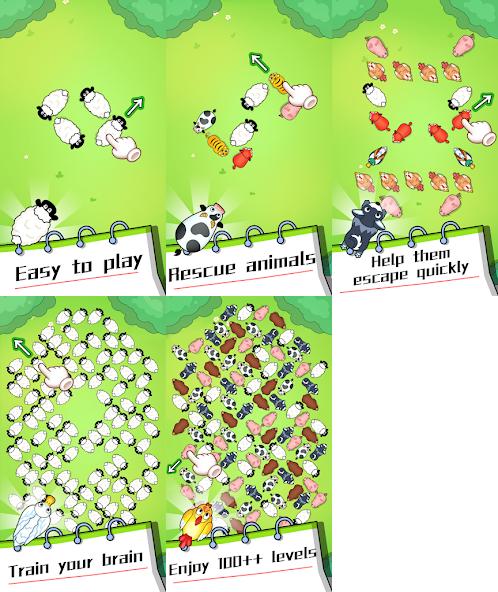 Easy to play
Rescue animals
Help them
escape quickly
Train your brain
Enjoy 100++ levels